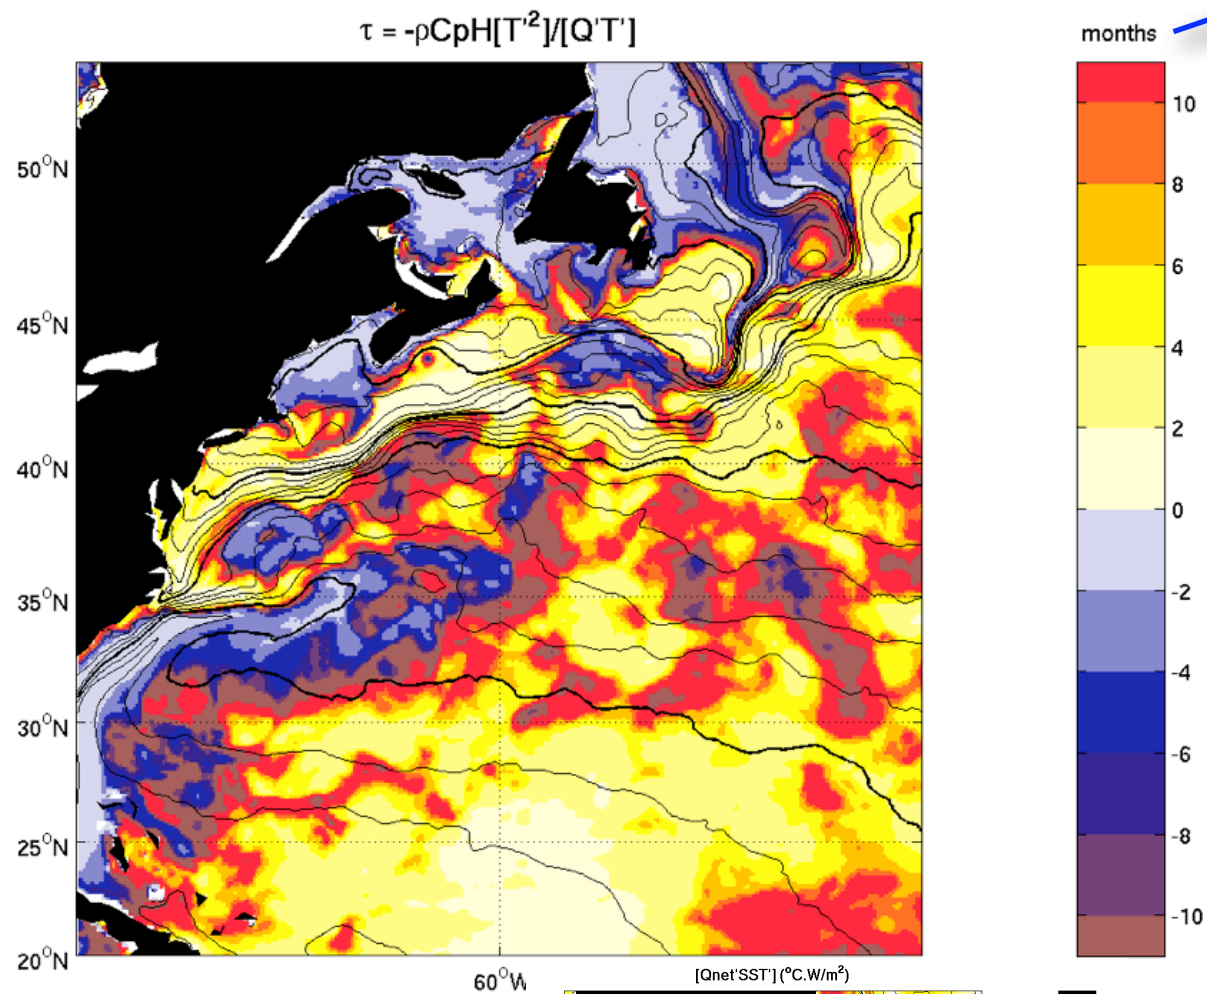 τ = -ρCpH[T'²]/[Q'T']
months
10
8
6
4
2
0
-2
-4
-6
-8
-10
50°N
45°N
40°N
35°N
30°N
25°N
20°N
60°W
[Qnet'SST'] (°C.W/m²)